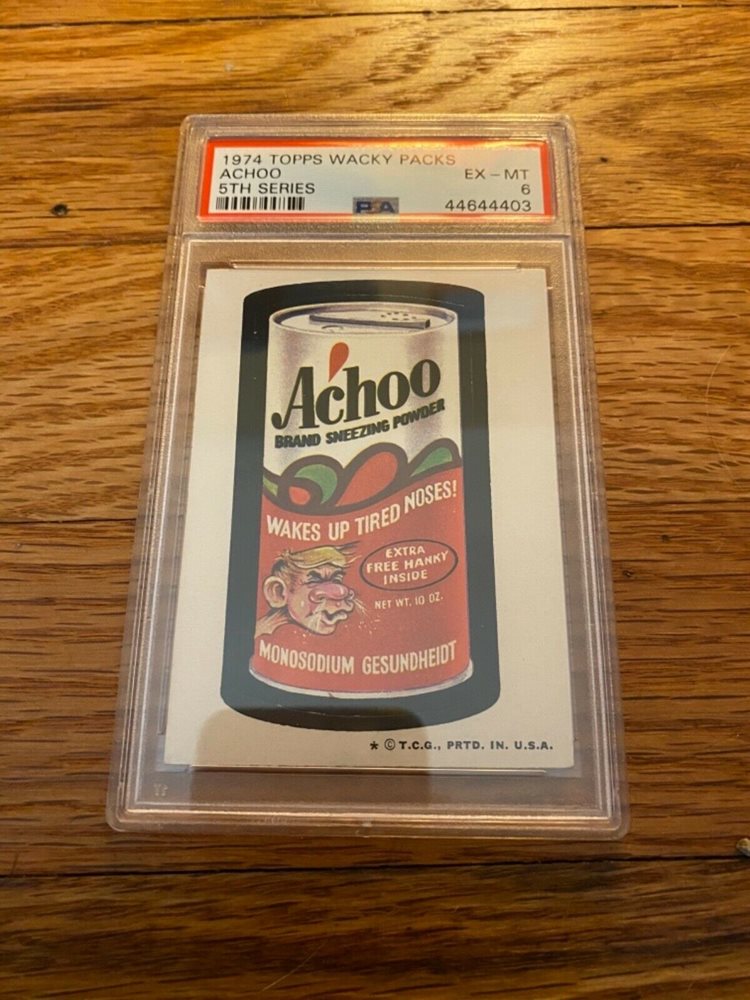 1974 TOPPS WACKY PACKS
ACHOO EX - MT
5TH SERIES 6
PSA 44644403
A'choo
BRAND SNEEZING POWDER
WAKES UP TIRED NOSES!
EXTRA
FREE HANKY
INSIDE
NET WT. 10 OZ.
MONOSODIUM GESUNDHEIDT
* © T.C.G., PRTD. IN. U.S.A.